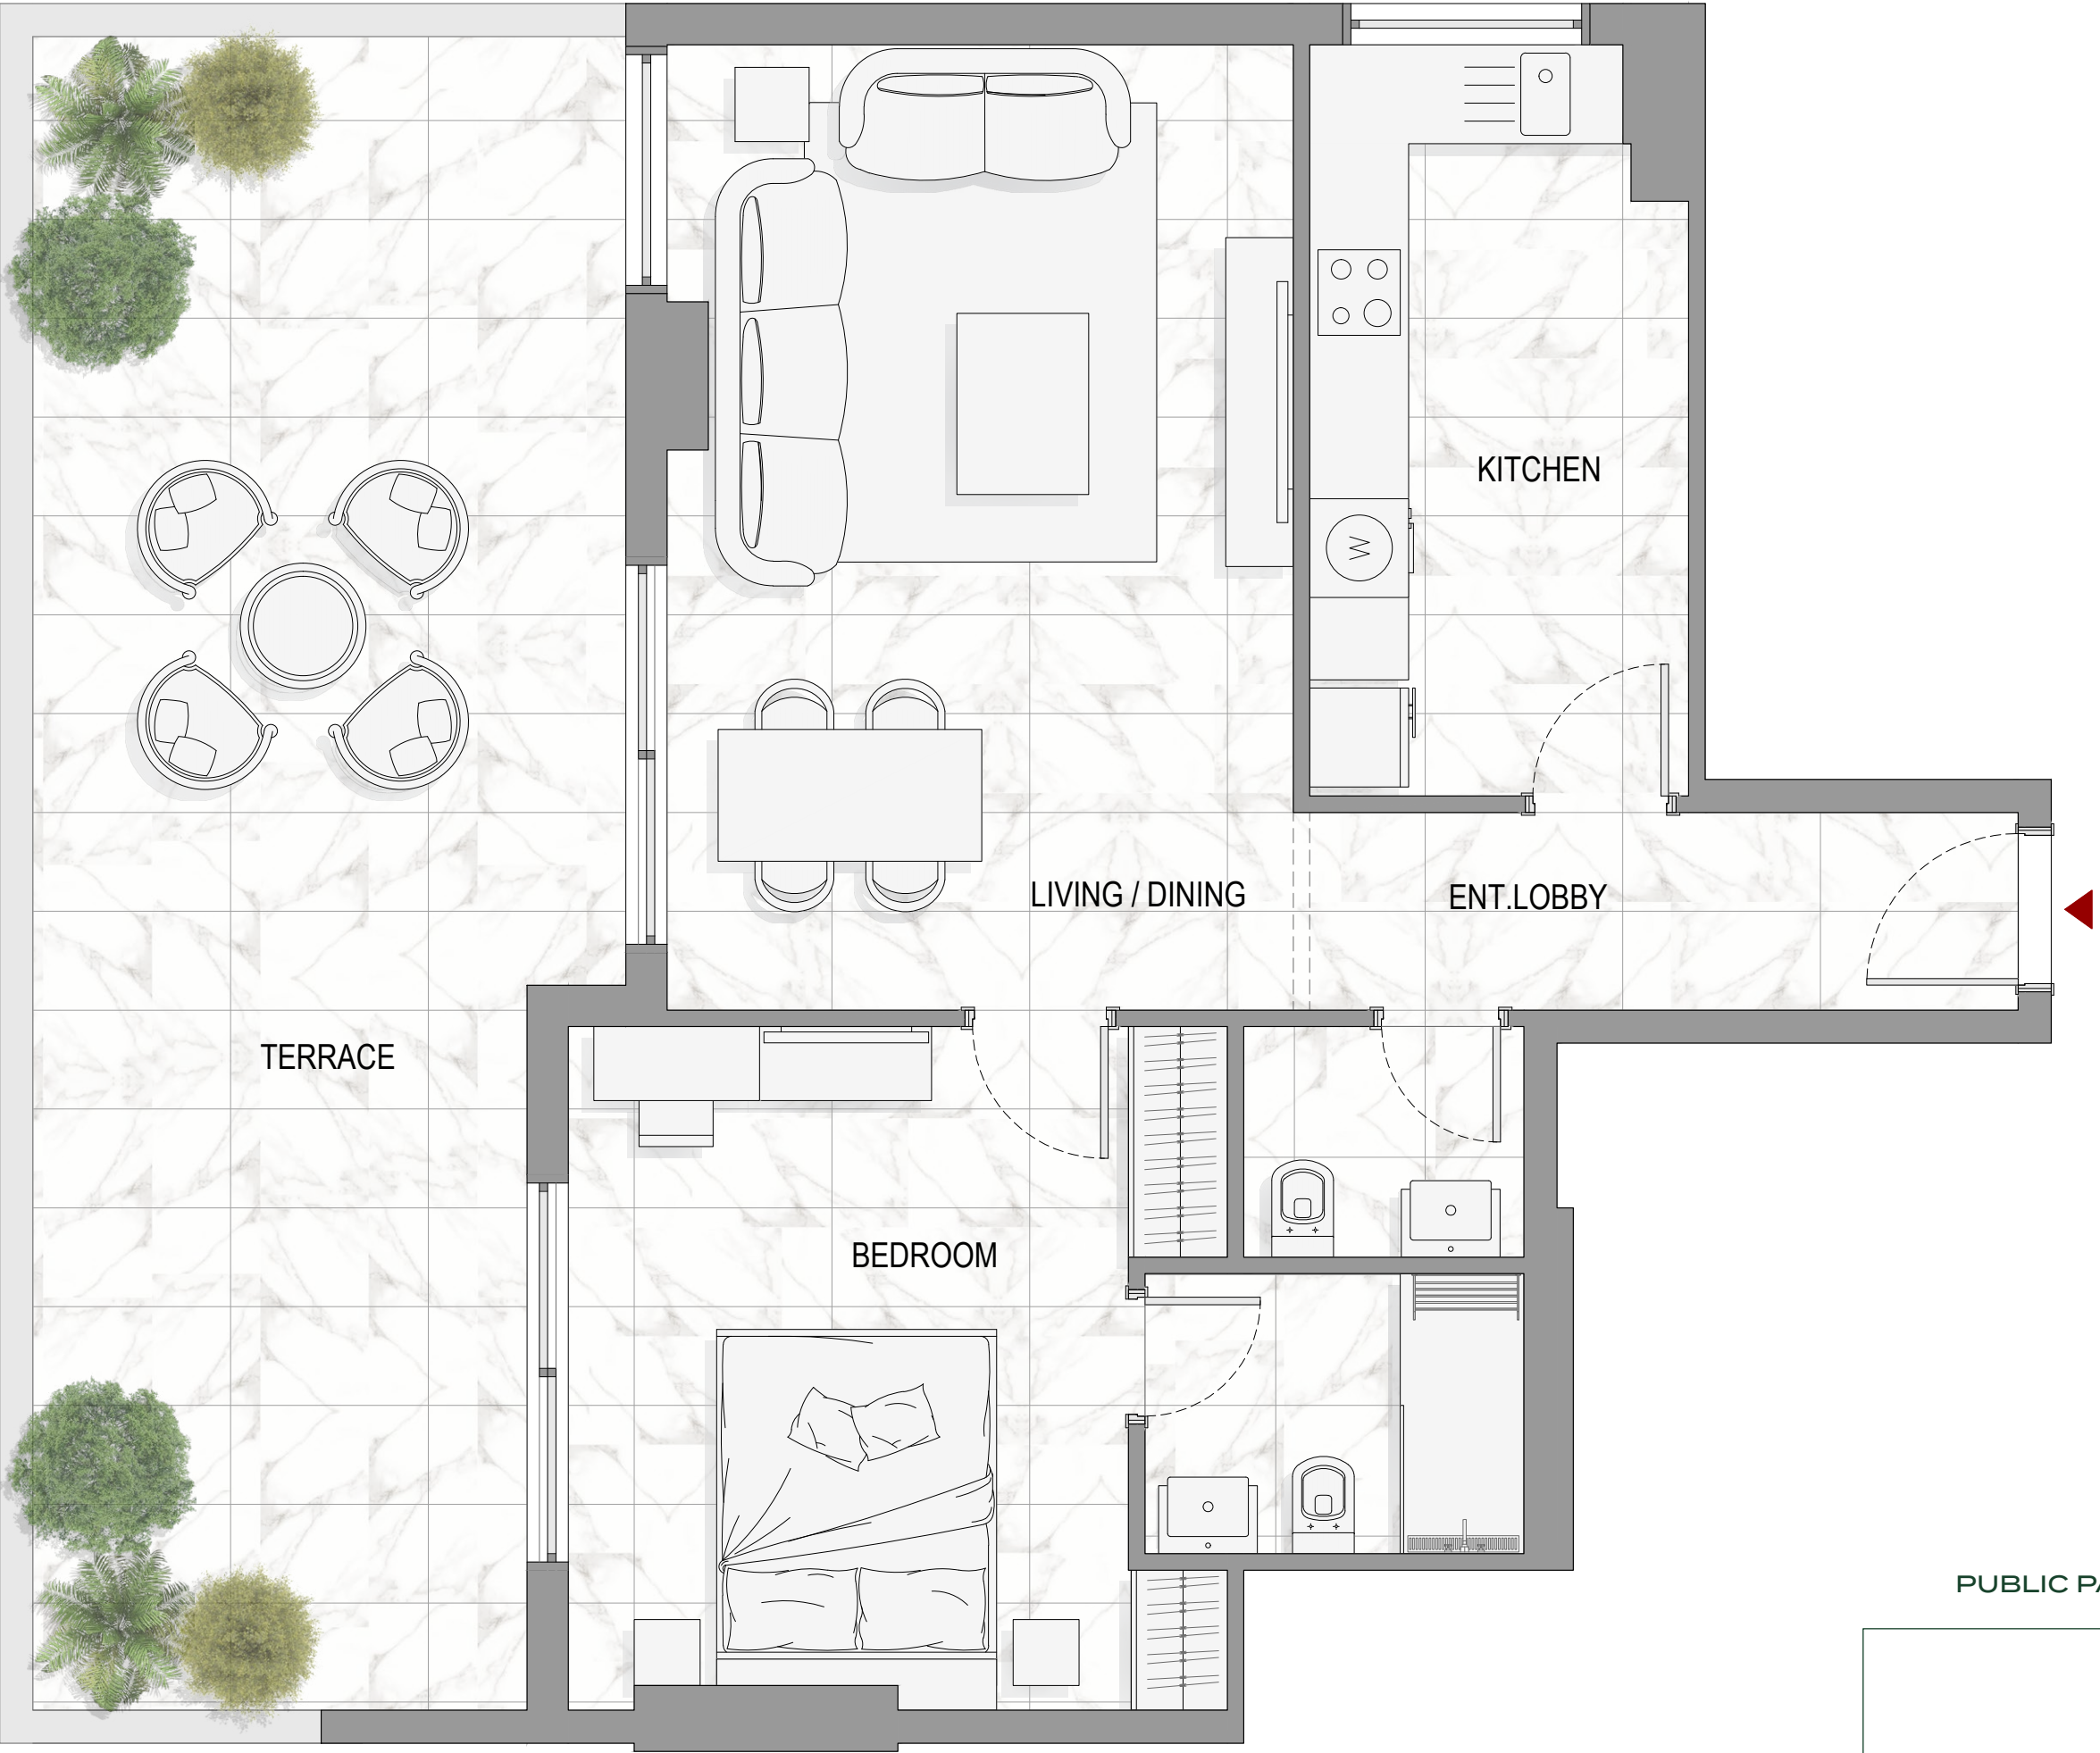 KITCHEN
LIVING / DINING
ENT.LOBBY
TERRACE
BEDROOM
W
PUBLIC